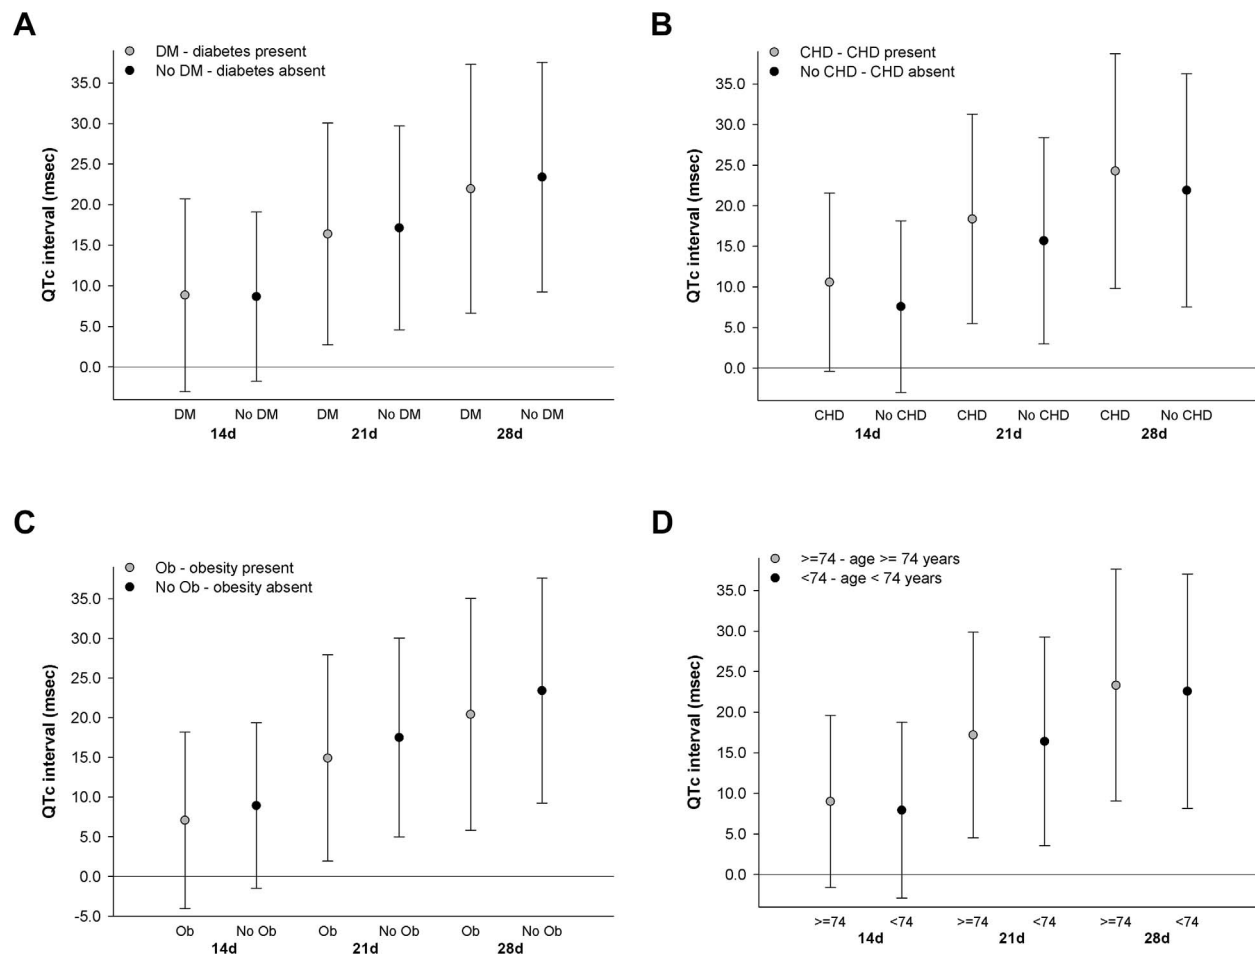 A
DM - diabetes present
No DM - diabetes absent
QTc interval (msec)
35.0
30.0
25.0
20.0
15.0
10.0
5.0
0.0
DM No DM DM No DM DM No DM
14d 21d 28d
B
CHD - CHD present
No CHD - CHD absent
QTc interval (msec)
35.0
30.0
25.0
20.0
15.0
10.0
5.0
0.0
CHD No CHD CHD No CHD CHD No CHD
14d 21d 28d
C
Ob - obesity present
No Ob - obesity absent
QTc interval (msec)
35.0
30.0
25.0
20.0
15.0
10.0
5.0
0.0
-5.0
Ob No Ob Ob No Ob Ob No Ob
14d 21d 28d
D
>=74 - age >= 74 years
<74 - age < 74 years
QTc interval (msec)
35.0
30.0
25.0
20.0
15.0
10.0
5.0
0.0
>=74 <74 >=74 <74 >=74 <74
14d 21d 28d